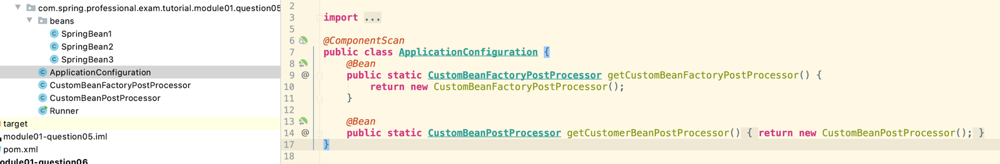 com.spring.professional.exam.tutorial.module01.question05
beans
SpringBean1
SpringBean2
SpringBean3
ApplicationConfiguration
CustomBeanFactoryPostProcessor
CustomBeanPostProcessor
Runner
target
module01-question05.iml
pom.xml
odule01-question06
2
3 import ...
5
6 @ComponentScan
7 public class ApplicationConfiguration {
8 @Bean
9 @ public static CustomBeanFactoryPostProcessor getCustomBeanFactoryPostProcessor() {
10 return new CustomBeanFactoryPostProcessor();
11 }
12
13 @Bean
14 @ public static CustomBeanPostProcessor getCustomerBeanPostProcessor() { return new CustomBeanPostProcessor(); }
17 }
18